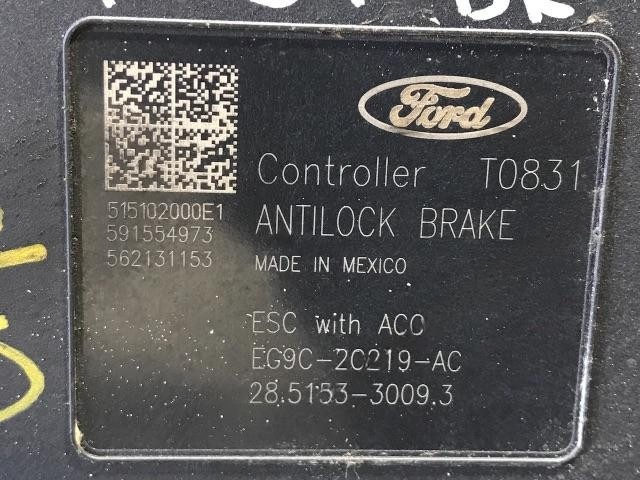 Ford
Controller T0831
515102000E1
591554973
562131153
ANTILOCK BRAKE
MADE IN MEXICO
ESC with ACC
EG9C-2C219-AC
28.5153-3009.3